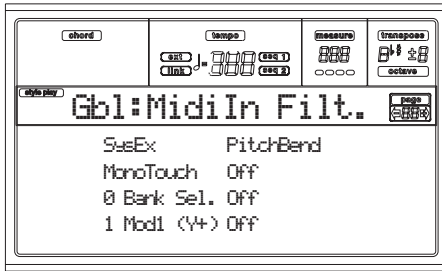 chord tempo measure transpose
ext seq 1
link seq 2
octave
style play
Gbl:MidiIn Filt.
page
SysEx PitchBend
MonoTouch Off
0 Bank Sel. Off
1 Mod1 (Y+) Off